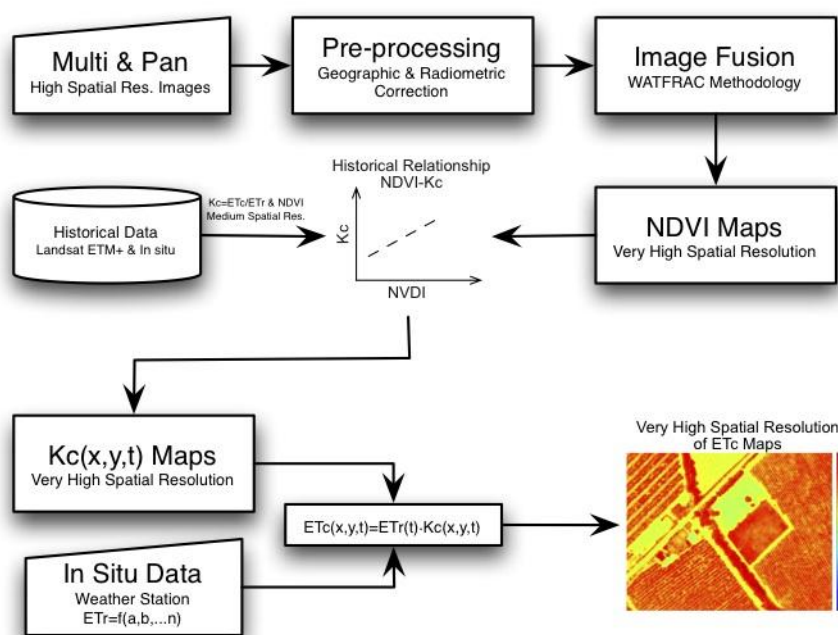 Multi & Pan
High Spatial Res. Images
Pre-processing
Geographic & Radiometric
Correction
Image Fusion
WATFRAC Methodology
Historical Data
Landsat ETM+ & In situ
Kc=ETc/ETr & NDVI
Medium Spatial Res.
Historical Relationship
NDVI-Kc
Kc
NVDI
NDVI Maps
Very High Spatial Resolution
Kc(x,y,t) Maps
Very High Spatial Resolution
ETc(x,y,t)=ETr(t)·Kc(x,y,t)
In Situ Data
Weather Station
ETr=f(a,b,...n)
Very High Spatial Resolution
of ETc Maps